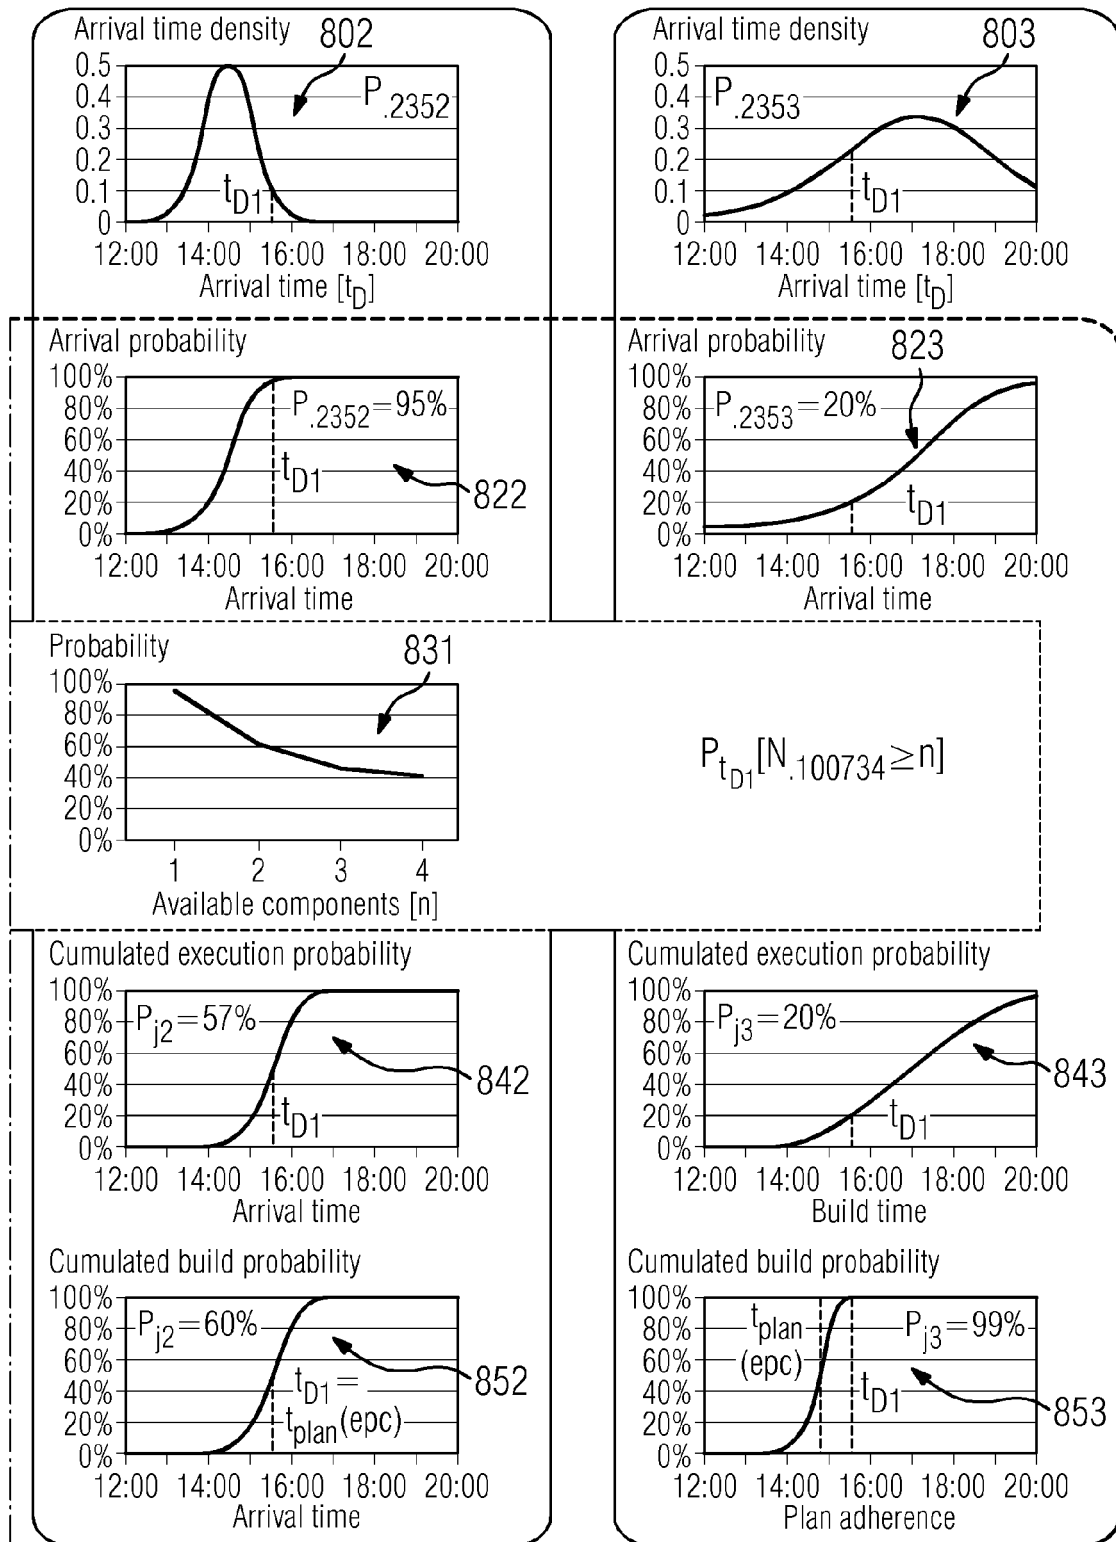 Arrival time density
802
0.5
0.4
0.3
0.2
0.1
0
P.2352
tD1
12:00 14:00 16:00 18:00 20:00
Arrival time [tD]
Arrival time density
803
0.5
0.4
0.3
0.2
0.1
0
P.2353
tD1
12:00 14:00 16:00 18:00 20:00
Arrival time [tD]
Arrival probability
100%
80%
60%
40%
20%
0%
P.2352=95%
tD1
822
12:00 14:00 16:00 18:00 20:00
Arrival time
Arrival probability
823
100%
80%
60%
40%
20%
0%
P.2353=20%
tD1
12:00 14:00 16:00 18:00 20:00
Arrival time
Probability
831
100%
80%
60%
40%
20%
0%
1 2 3 4
Available components [n]
PtD1[N.100734≥n]
Cumulated execution probability
100%
80%
60%
40%
20%
0%
Pj2=57%
842
tD1
12:00 14:00 16:00 18:00 20:00
Arrival time
Cumulated execution probability
100%
80%
60%
40%
20%
0%
Pj3=20%
843
tD1
12:00 14:00 16:00 18:00 20:00
Build time
Cumulated build probability
100%
80%
60%
40%
20%
0%
Pj2=60%
852
tD1=
tplan(epc)
12:00 14:00 16:00 18:00 20:00
Arrival time
Cumulated build probability
100%
80%
60%
40%
20%
0%
tplan
(epc)
Pj3=99%
tD1
853
12:00 14:00 16:00 18:00 20:00
Plan adherence